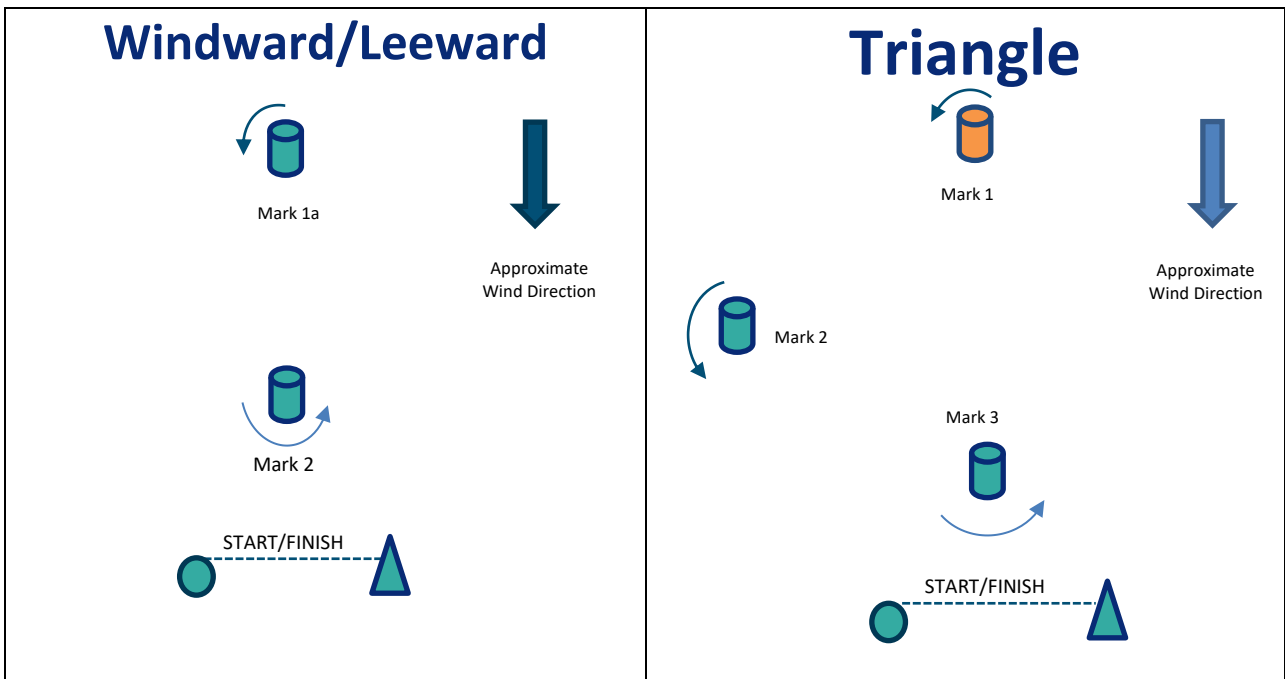 Windward/Leeward
Mark 1a
Approximate
Wind Direction
Mark 2
START/FINISH
Triangle
Mark 1
Approximate
Wind Direction
Mark 2
Mark 3
START/FINISH